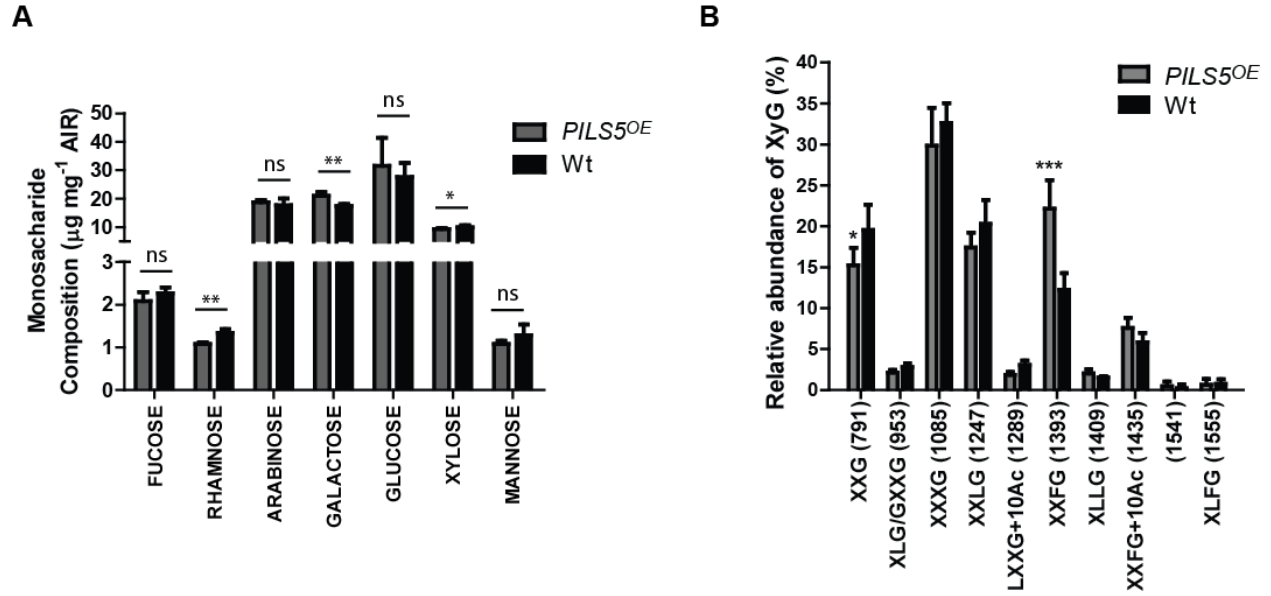 A
Monosacharide
Composition (µg mg⁻¹ AIR)
50
40
30
20
10
3
2
1
0
ns
**
ns
**
ns
*
ns
PILS5ᴼᴱ
Wt
FUCOSE
RHAMNOSE
ARABINOSE
GALACTOSE
GLUCOSE
XYLOSE
MANNOSE
B
Relative abundance of XyG (%)
40
35
30
25
20
15
10
5
0
*
***
PILS5ᴼᴱ
Wt
XXG (791)
XLG/GXXG (953)
XXXG (1085)
XXLG (1247)
LXXG+10Ac (1289)
XXFG (1393)
XLLG (1409)
XXFG+10Ac (1435)
(1541)
XLFG (1555)